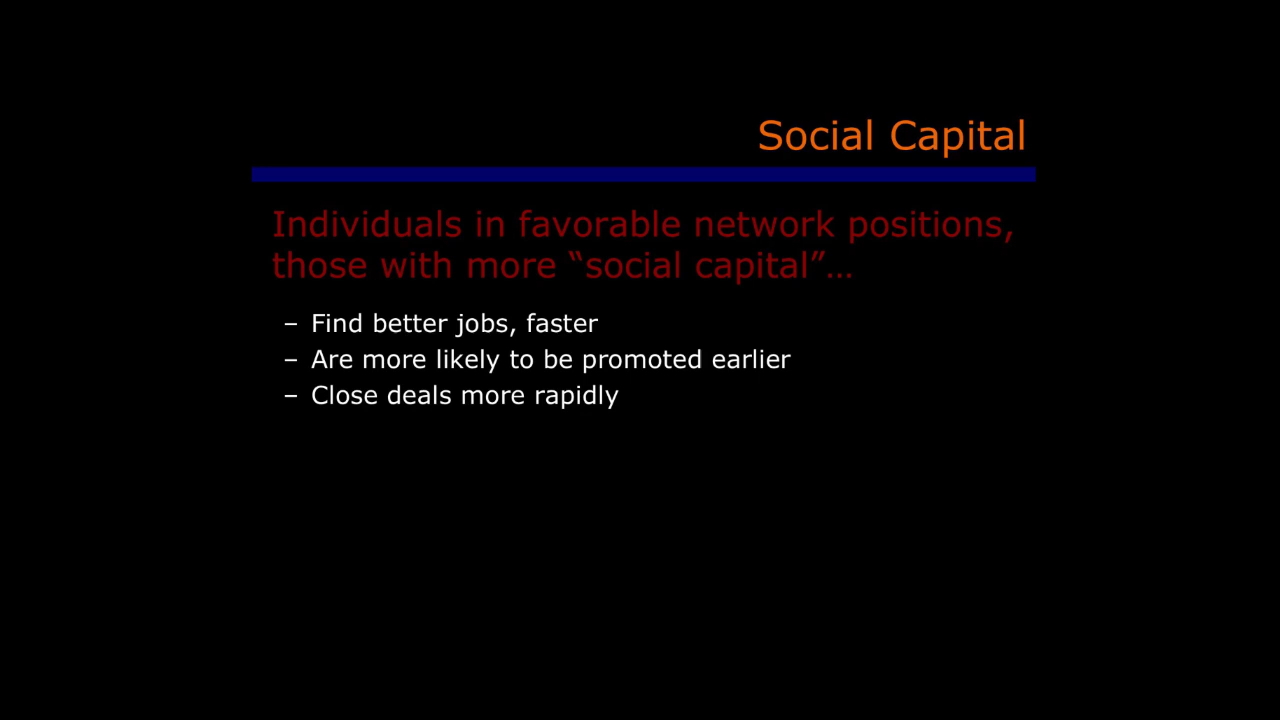 Social Capital
Individuals in favorable network positions,
those with more “social capital”…
– Find better jobs, faster
– Are more likely to be promoted earlier
– Close deals more rapidly